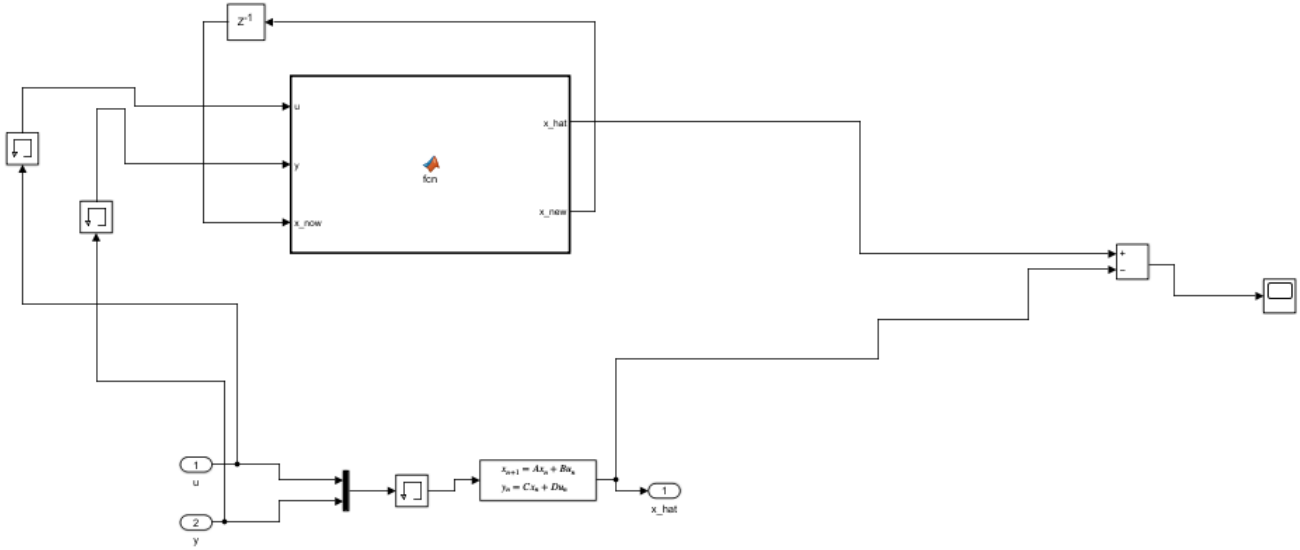 Z⁻¹
u
x_hat
y
fcn
x_new
x_now
+
−
1
u
xₙ₊₁ = Axₙ + Buₙ
yₙ = Cxₙ + Duₙ
1
x_hat
2
y